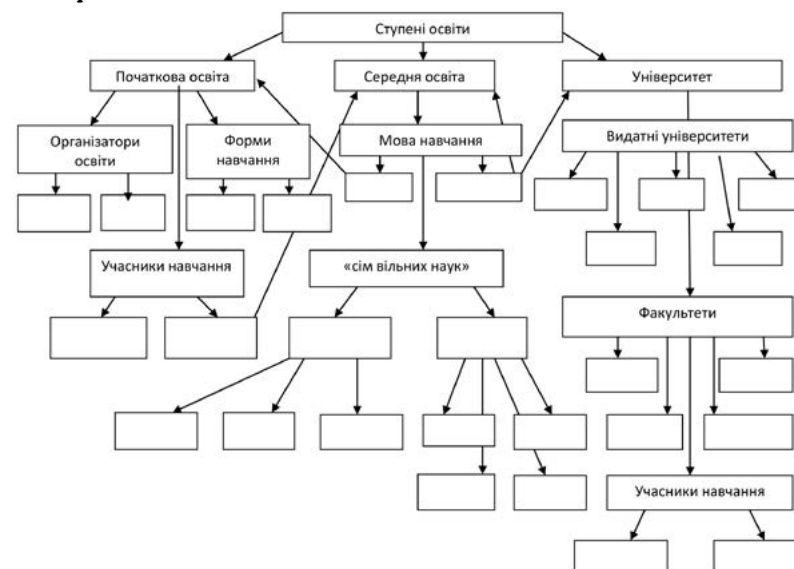 Ступені освіти
Початкова освіта
Середня освіта
Університет
Організатори
освіти
Форми
навчання
Мова навчання
Видатні університети
Учасники навчання
«сім вільних наук»
Факультети
Учасники навчання